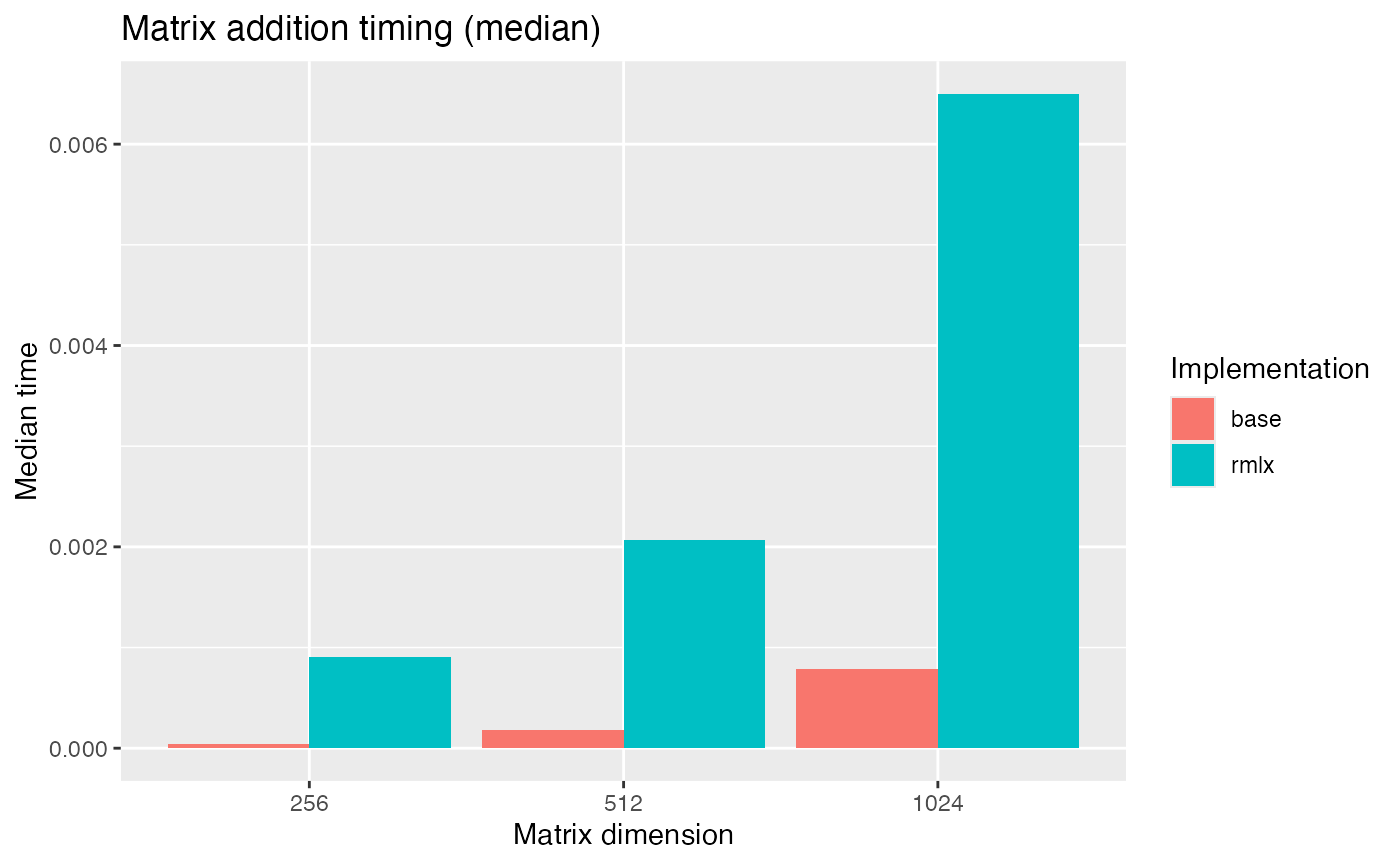 Matrix addition timing (median)
Median time
0.006
0.004
0.002
0.000
256 512 1024
Matrix dimension
Implementation
base
rmlx